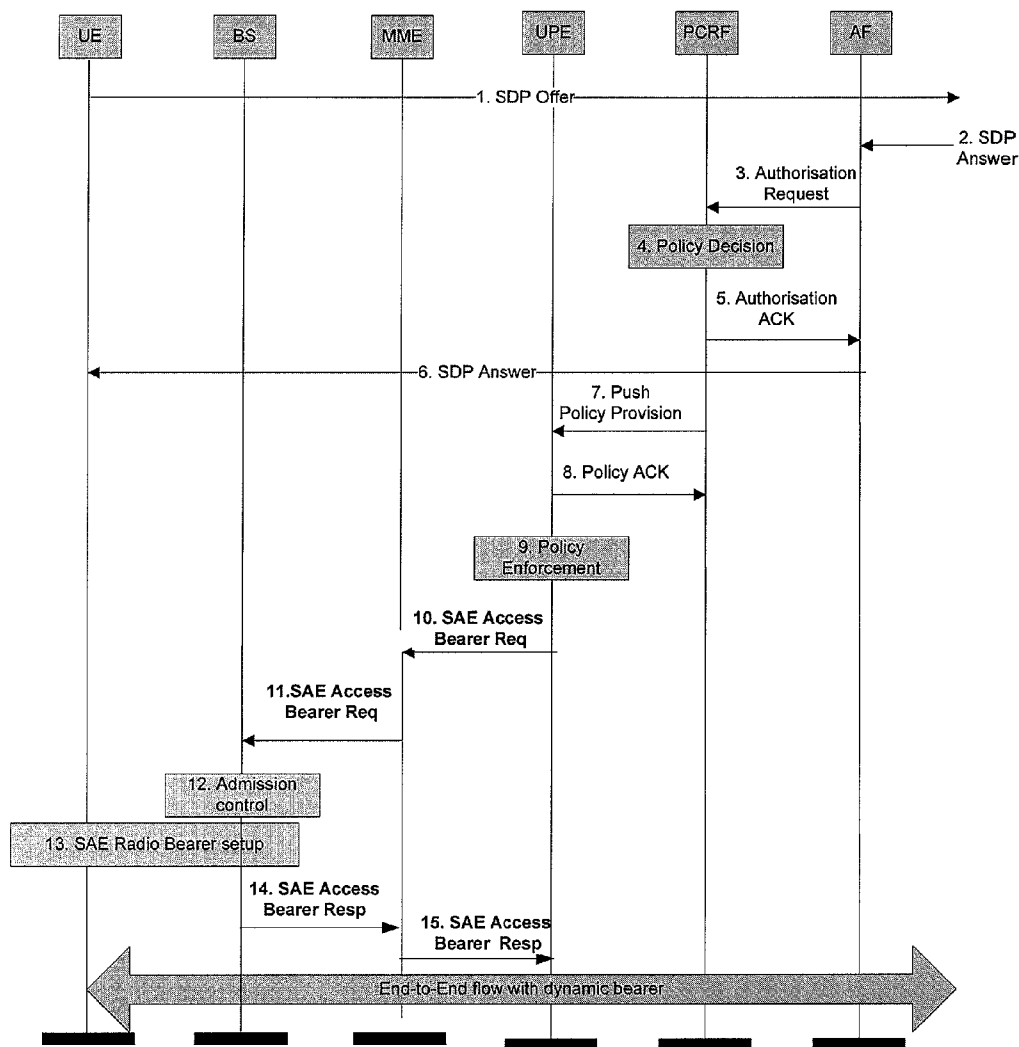 UE BS MME UPE PCRF AF
1. SDP Offer
2. SDP
Answer
3. Authorisation
Request
4. Policy Decision
5. Authorisation
ACK
6. SDP Answer
7. Push
Policy Provision
8. Policy ACK
9. Policy
Enforcement
10. SAE Access
Bearer Req
11.SAE Access
Bearer Req
12. Admission
control
13. SAE Radio Bearer setup
14. SAE Access
Bearer Resp
15. SAE Access
Bearer Resp
End-to-End flow with dynamic bearer